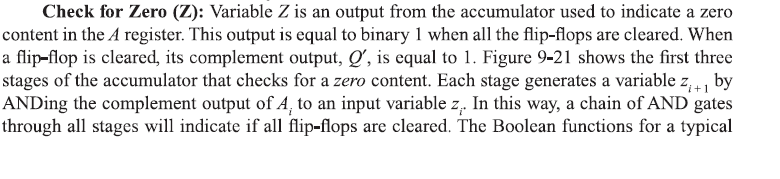 Check for Zero (Z): Variable Z is an output from the accumulator used to indicate a zero
content in the A register. This output is equal to binary 1 when all the flip-flops are cleared. When
a flip-flop is cleared, its complement output, Q′, is equal to 1. Figure 9-21 shows the first three
stages of the accumulator that checks for a zero content. Each stage generates a variable zᵢ₊₁ by
ANDing the complement output of Aᵢ to an input variable zᵢ. In this way, a chain of AND gates
through all stages will indicate if all flip-flops are cleared. The Boolean functions for a typical